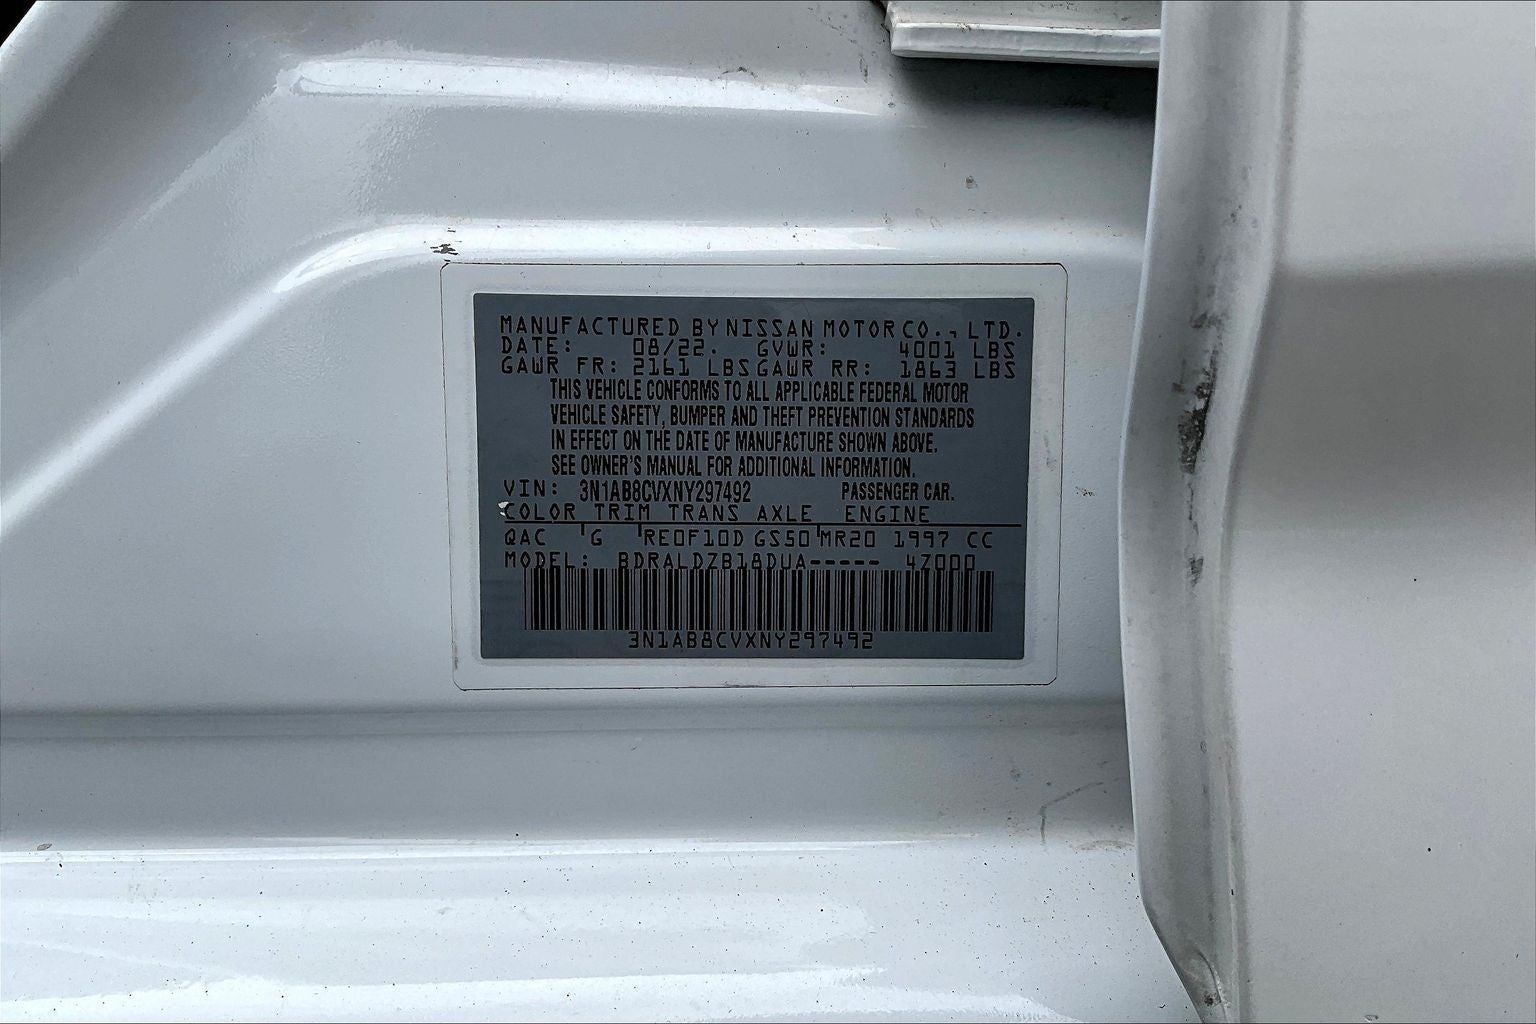 MANUFACTURED BY NISSAN MOTOR CO., LTD.
DATE: 08/22. GVWR: 4001 LBS
GAWR FR: 2161 LBS GAWR RR: 1863 LBS
THIS VEHICLE CONFORMS TO ALL APPLICABLE FEDERAL MOTOR
VEHICLE SAFETY, BUMPER AND THEFT PREVENTION STANDARDS
IN EFFECT ON THE DATE OF MANUFACTURE SHOWN ABOVE.
SEE OWNER'S MANUAL FOR ADDITIONAL INFORMATION.
VIN: 3N1AB8CVXNY297492 PASSENGER CAR.
COLOR TRIM TRANS AXLE ENGINE
QAC G RE0F10D GS50 MR20 1997 CC
MODEL: BDRALDZB18DUA----- 4Z000
3N1AB8CVXNY297492